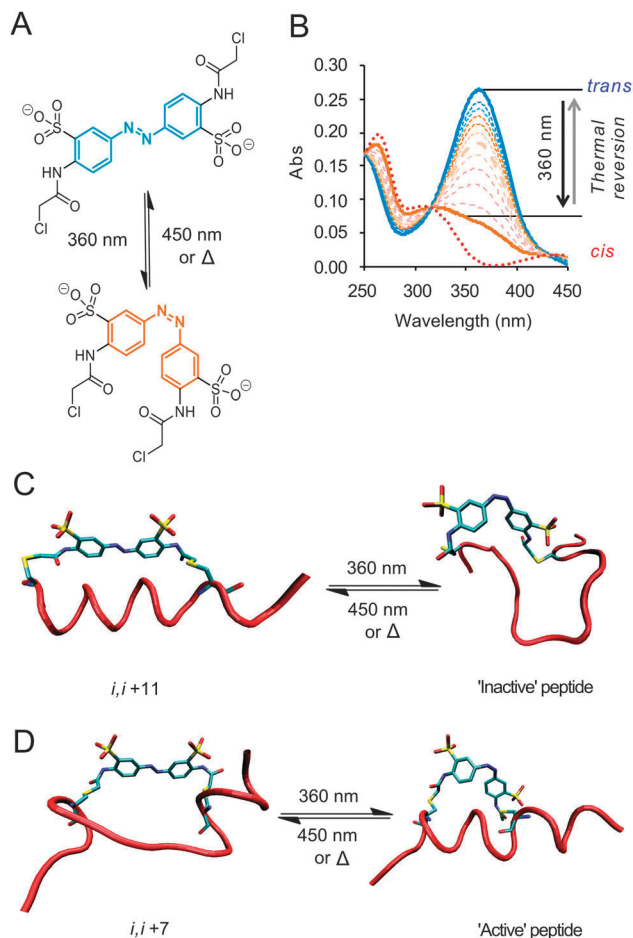 A
Cl
O
NH
O
O
S
⊖O
N
N
S
O⊖
O
O
NH
O
Cl
360 nm
450 nm
or Δ
⊖O
O
S
O
N=N
NH
O
Cl
O
S
O⊖
O
NH
O
Cl
B
Abs
0.30
0.25
0.20
0.15
0.10
0.05
0.00
250 300 350 400 450
Wavelength (nm)
trans
360 nm
Thermal
reversion
cis
C
360 nm
450 nm
or Δ
i,i +11
'Inactive' peptide
D
360 nm
450 nm
or Δ
i,i +7
'Active' peptide